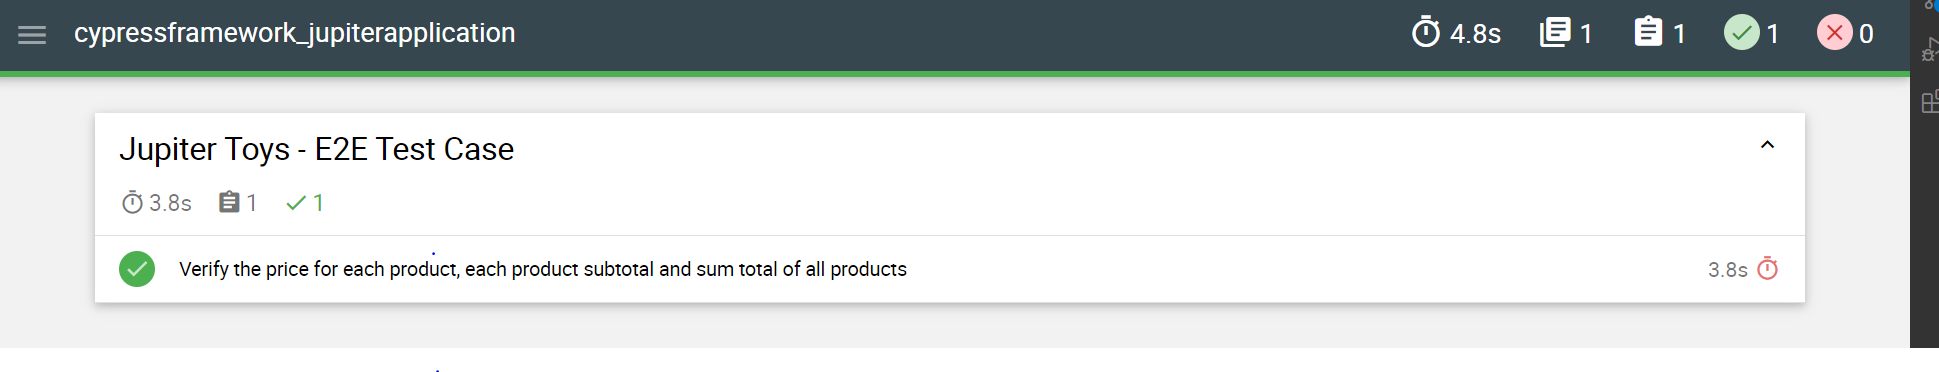 cypressframework_jupiterapplication 4.8s 1 1 1 0
Jupiter Toys - E2E Test Case
3.8s 1 1
Verify the price for each product, each product subtotal and sum total of all products 3.8s